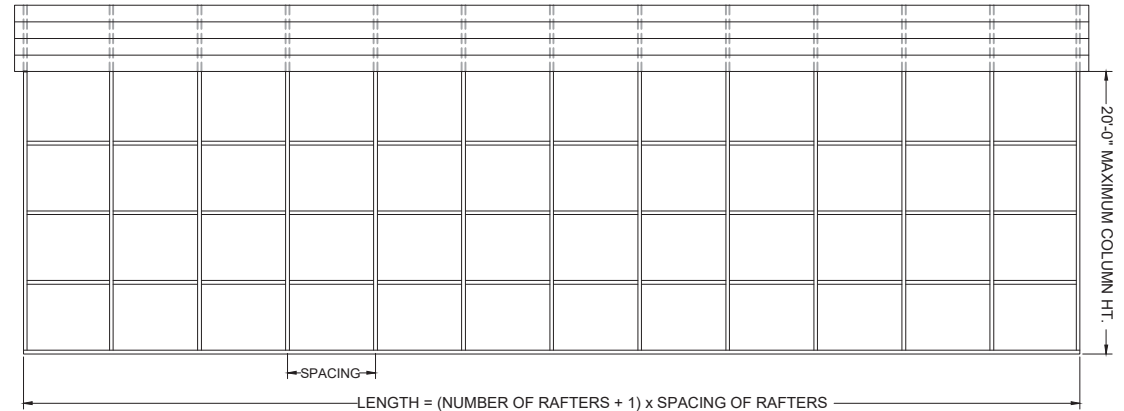 20'-0" MAXIMUM COLUMN HT.
SPACING
LENGTH = (NUMBER OF RAFTERS + 1) x SPACING OF RAFTERS